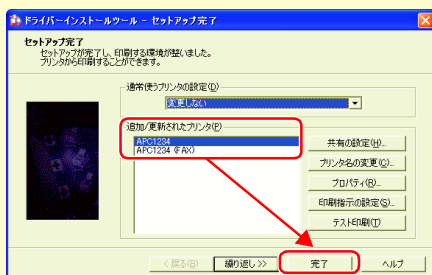 ドライバーインストールツール - セットアップ完了
セットアップ完了
セットアップが完了し、印刷する環境が整いました。
プリンタから印刷することができます。
通常使うプリンタの設定(D)
変更しない
追加/更新されたプリンタ(P)
APC1234
APC1234 (FAX)
共有の設定(H)...
プリンタ名の変更(C)...
プロパティ(R)...
印刷指示の設定(S)...
テスト印刷(T)
< 戻る(B)
繰り返し >>
完了
ヘルプ